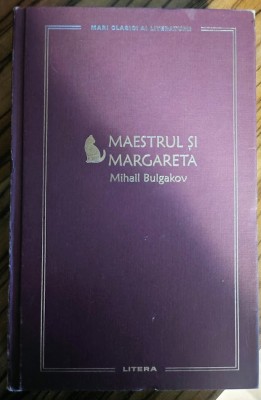 MARI CLASICI AI LITERATURII
MAESTRUL ȘI
MARGARETA
Mihail Bulgakov
LITERA